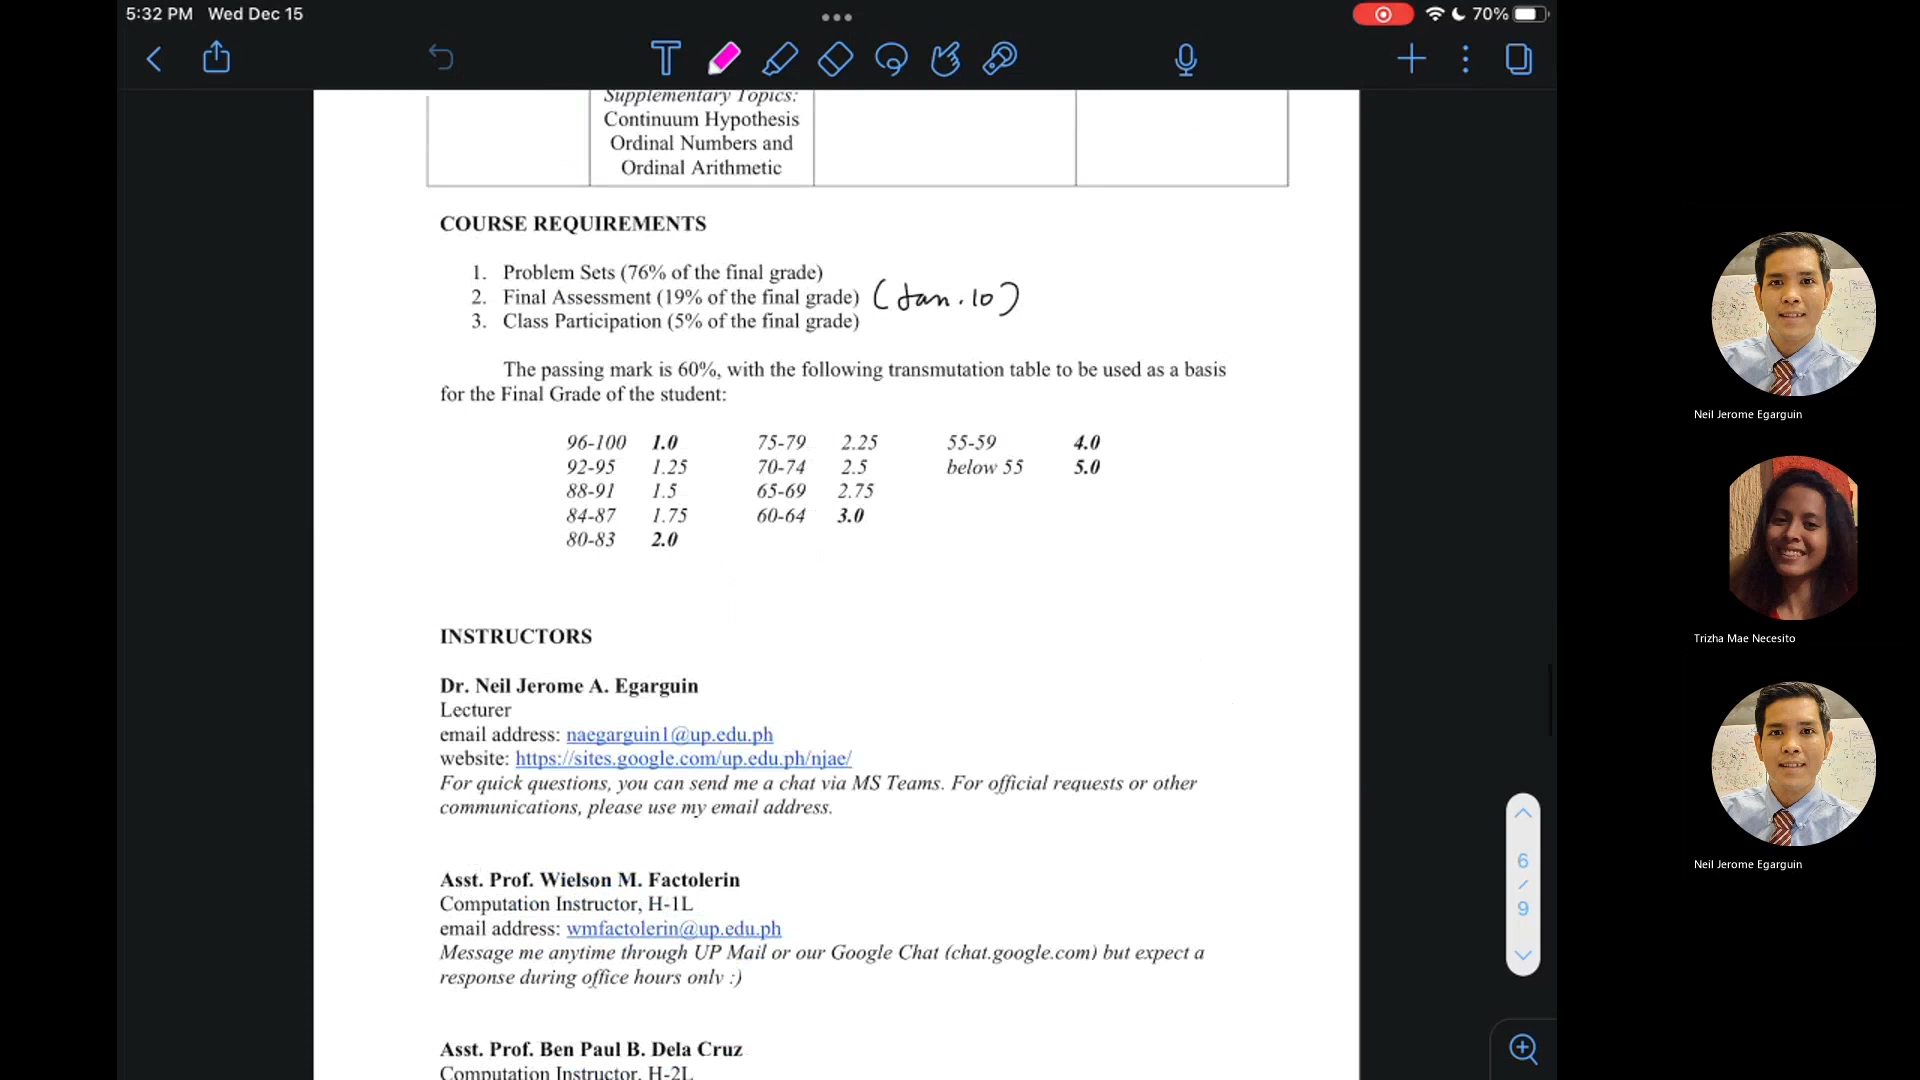 5:32 PM Wed Dec 15
70%
Supplementary Topics:
Continuum Hypothesis
Ordinal Numbers and
Ordinal Arithmetic
COURSE REQUIREMENTS
1. Problem Sets (76% of the final grade)
2. Final Assessment (19% of the final grade) (Jan. 10)
3. Class Participation (5% of the final grade)
The passing mark is 60%, with the following transmutation table to be used as a basis
for the Final Grade of the student:
96-100 1.0 75-79 2.25 55-59 4.0
92-95 1.25 70-74 2.5 below 55 5.0
88-91 1.5 65-69 2.75
84-87 1.75 60-64 3.0
80-83 2.0
INSTRUCTORS
Dr. Neil Jerome A. Egarguin
Lecturer
email address: naegarguin1@up.edu.ph
website: https://sites.google.com/up.edu.ph/njae/
For quick questions, you can send me a chat via MS Teams. For official requests or other
communications, please use my email address.
Asst. Prof. Wielson M. Factolerin
Computation Instructor, H-1L
email address: wmfactolerin@up.edu.ph
Message me anytime through UP Mail or our Google Chat (chat.google.com) but expect a
response during office hours only :)
Asst. Prof. Ben Paul B. Dela Cruz
Computation Instructor, H-2L
6
/
9
Neil Jerome Egarguin
Trizha Mae Necesito
Neil Jerome Egarguin